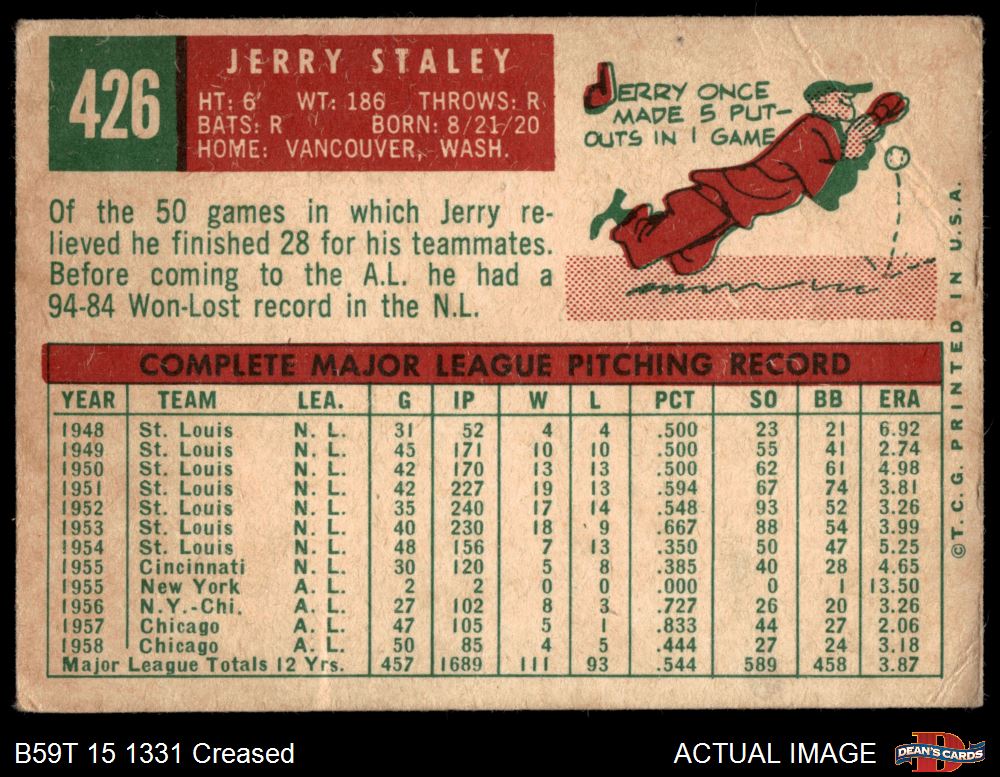 426
JERRY STALEY
HT: 6' WT: 186 THROWS: R
BATS: R BORN: 8/21/20
HOME: VANCOUVER, WASH.
JERRY ONCE
MADE 5 PUT-
OUTS IN 1 GAME
Of the 50 games in which Jerry re-
lieved he finished 28 for his teammates.
Before coming to the A.L. he had a
94-84 Won-Lost record in the N.L.
COMPLETE MAJOR LEAGUE PITCHING RECORD
YEAR TEAM LEA. G IP W L PCT SO BB ERA
1948 St. Louis N. L. 31 52 4 4 .500 23 21 6.92
1949 St. Louis N. L. 45 171 10 10 .500 55 41 2.74
1950 St. Louis N. L. 42 170 13 13 .500 62 61 4.98
1951 St. Louis N. L. 42 227 19 13 .594 67 74 3.81
1952 St. Louis N. L. 35 240 17 14 .548 93 52 3.26
1953 St. Louis N. L. 40 230 18 9 .667 88 54 3.99
1954 St. Louis N. L. 48 156 7 13 .350 50 47 5.25
1955 Cincinnati N. L. 30 120 5 8 .385 40 28 4.65
1955 New York A. L. 2 2 0 0 .000 0 1 13.50
1956 N.Y.-Chi. A. L. 27 102 8 3 .727 26 20 3.26
1957 Chicago A. L. 47 105 5 1 .833 44 27 2.06
1958 Chicago A. L. 50 85 4 5 .444 27 24 3.18
Major League Totals 12 Yrs. 457 1689 111 93 .544 589 458 3.87
© T. C. G. PRINTED IN U.S.A.
B59T 15 1331 Creased
ACTUAL IMAGE
DEAN'S CARDS